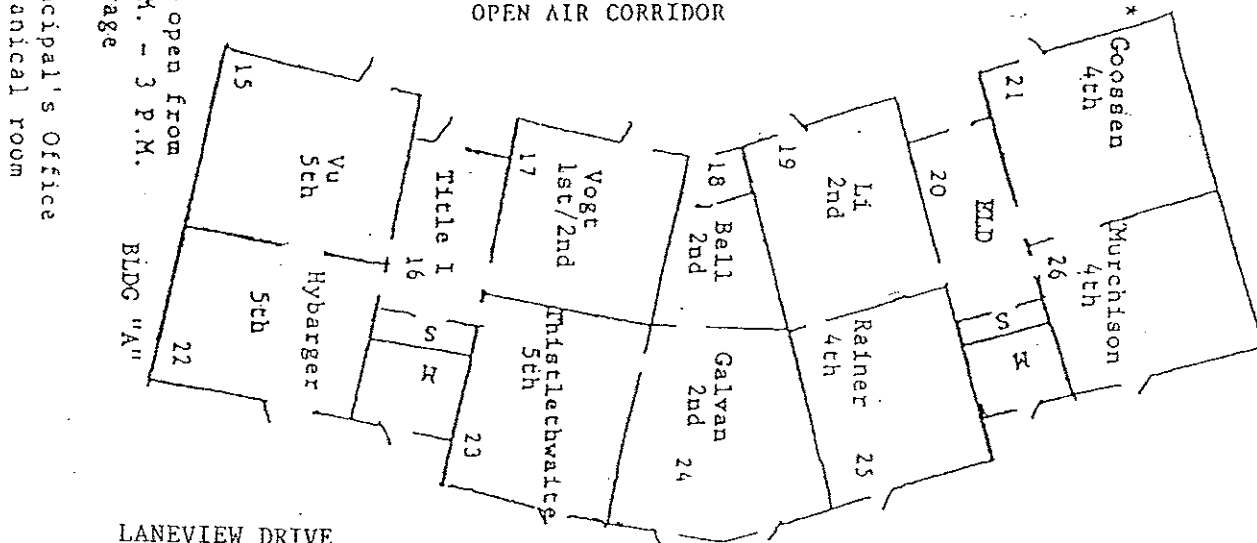 OPEN AIR CORRIDOR
open from
M. - 3 P.M.
age
cipal's Office
anical room
*
15
Vu
5th
Title I
16
17
Vogt
1st/2nd
18
Bell
2nd
19
Li
2nd
20
ELD
21
Goossen
4th
Murchison
4th
26
S
M
Rainer
4th
25
Galvan
2nd
24
Thistlethwaite
5th
23
S
M
Hybarger
5th
22
BLDG "A"
LANEVIEW DRIVE